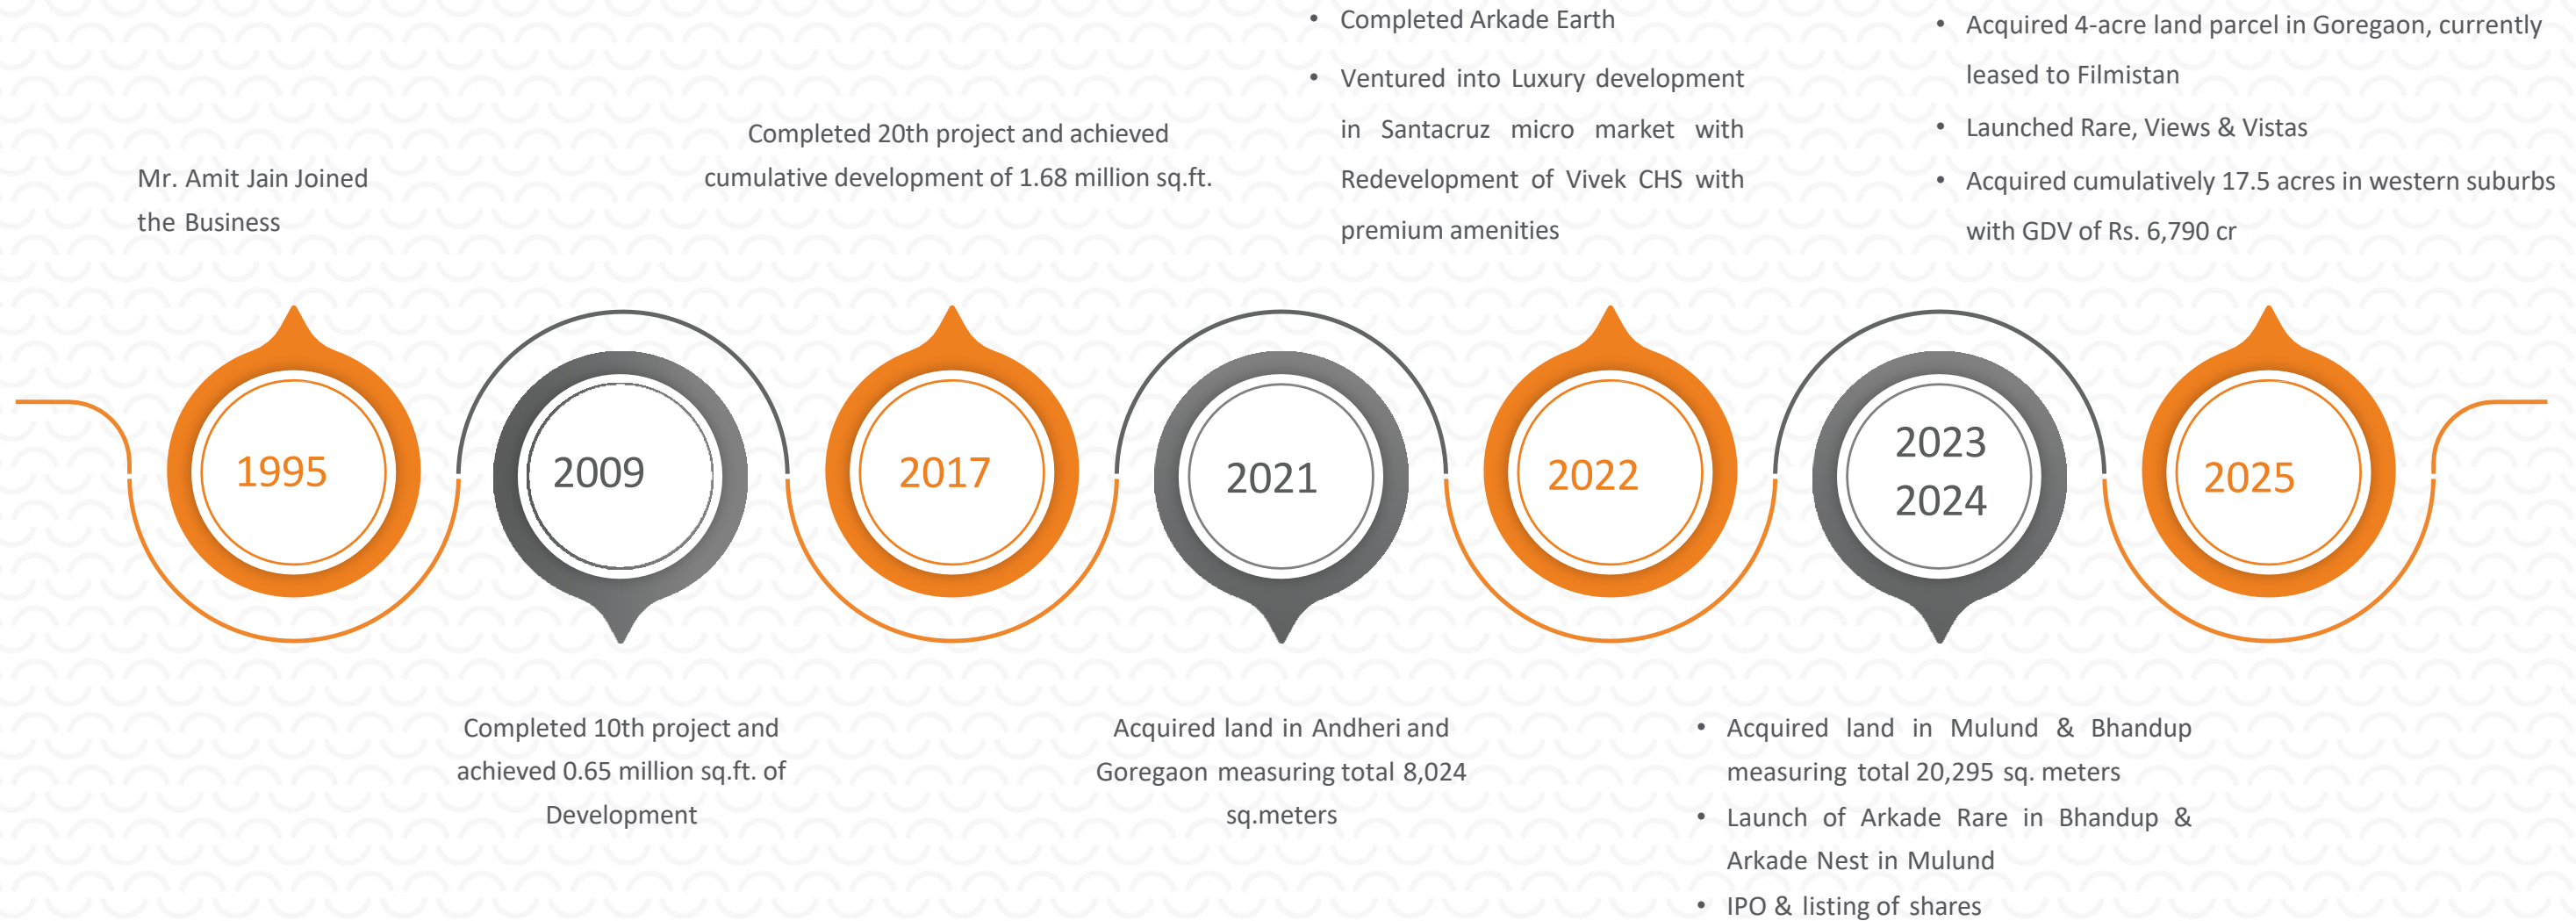 Mr. Amit Jain Joined
the Business
1995
2009
Completed 10th project and
achieved 0.65 million sq.ft. of
Development
Completed 20th project and achieved
cumulative development of 1.68 million sq.ft.
2017
2021
Acquired land in Andheri and
Goregaon measuring total 8,024
sq.meters
• Completed Arkade Earth
• Ventured into Luxury development
in Santacruz micro market with
Redevelopment of Vivek CHS with
premium amenities
2022
2023
2024
• Acquired land in Mulund & Bhandup
measuring total 20,295 sq. meters
• Launch of Arkade Rare in Bhandup &
Arkade Nest in Mulund
• IPO & listing of shares
• Acquired 4-acre land parcel in Goregaon, currently
leased to Filmistan
• Launched Rare, Views & Vistas
• Acquired cumulatively 17.5 acres in western suburbs
with GDV of Rs. 6,790 cr
2025